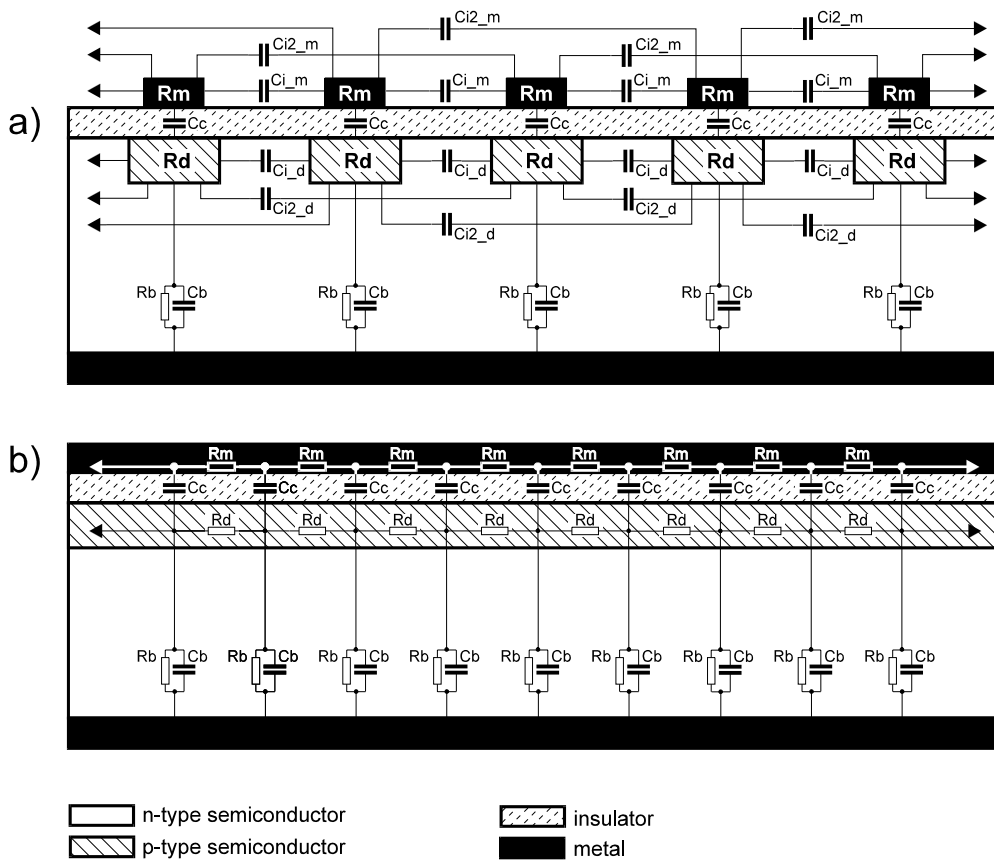 Ci2_m Ci2_m
Ci2_m Ci2_m
Ci_m Ci_m Ci_m Ci_m
Rm Rm Rm Rm Rm
a)
Cc Cc Cc Cc Cc
Rd Rd Rd Rd Rd
Ci_d Ci_d Ci_d Ci_d
Ci2_d Ci2_d
Ci2_d Ci2_d
Rb Cb Rb Cb Rb Cb Rb Cb Rb Cb
b)
Rm Rm Rm Rm Rm Rm Rm Rm
Cc Cc Cc Cc Cc Cc Cc Cc Cc
Rd Rd Rd Rd Rd Rd Rd Rd
Rb Cb Rb Cb Rb Cb Rb Cb Rb Cb Rb Cb Rb Cb Rb Cb Rb Cb
n-type semiconductor
p-type semiconductor
insulator
metal